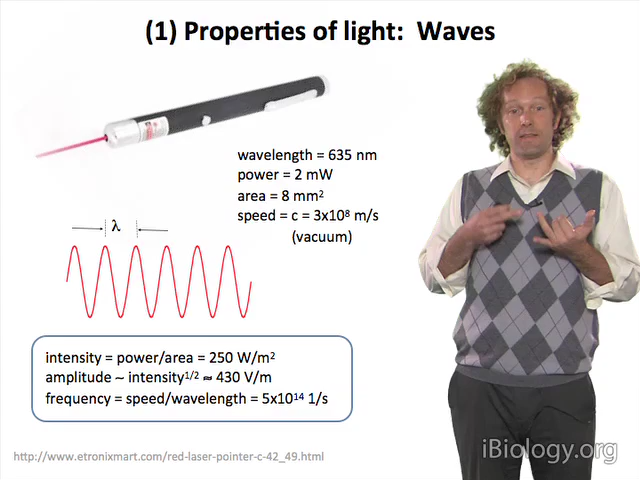 (1) Properties of light:  Waves
wavelength = 635 nm
power = 2 mW
area = 8 mm²
speed = c = 3x10⁸ m/s
(vacuum)
λ
intensity = power/area = 250 W/m²
amplitude ~ intensity¹/² ≈ 430 V/m
frequency = speed/wavelength = 5x10¹⁴ 1/s
http://www.etronixmart.com/red-laser-pointer-c-42_49.html
iBiology.org